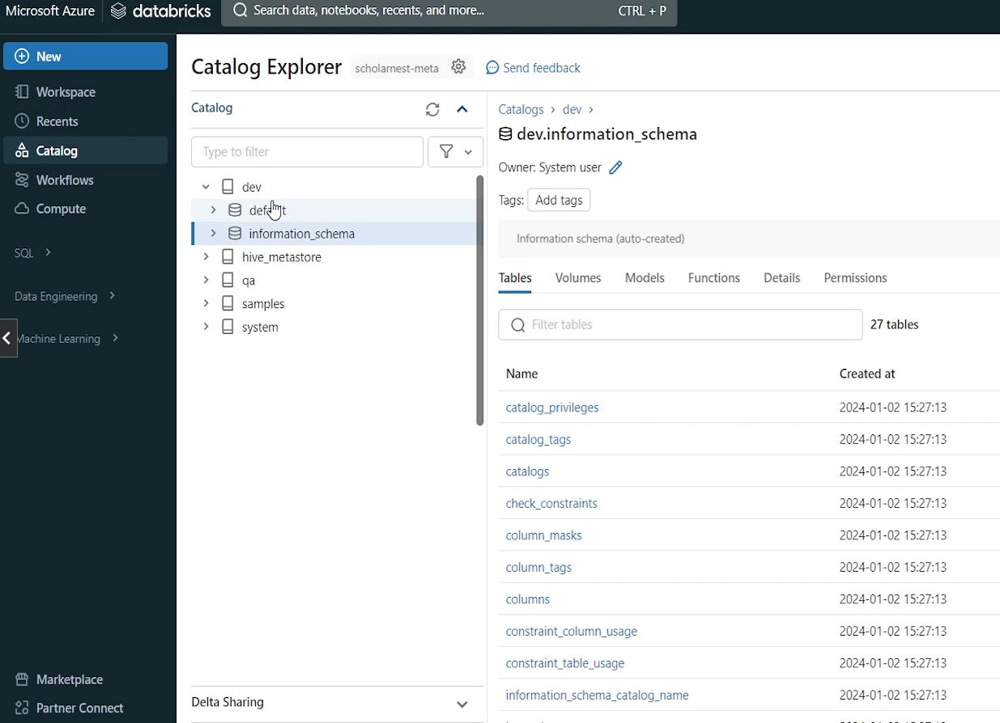 Microsoft Azure databricks Search data, notebooks, recents, and more... CTRL + P
New
Workspace
Recents
Catalog
Workflows
Compute
SQL
Data Engineering
Machine Learning
Marketplace
Partner Connect
Catalog Explorer scholarnest-meta Send feedback
Catalog
Type to filter
dev
default
information_schema
hive_metastore
qa
samples
system
Delta Sharing
Catalogs > dev >
dev.information_schema
Owner: System user
Tags: Add tags
Information schema (auto-created)
Tables Volumes Models Functions Details Permissions
Filter tables 27 tables
Name Created at
catalog_privileges 2024-01-02 15:27:13
catalog_tags 2024-01-02 15:27:13
catalogs 2024-01-02 15:27:13
check_constraints 2024-01-02 15:27:13
column_masks 2024-01-02 15:27:13
column_tags 2024-01-02 15:27:13
columns 2024-01-02 15:27:13
constraint_column_usage 2024-01-02 15:27:13
constraint_table_usage 2024-01-02 15:27:13
information_schema_catalog_name 2024-01-02 15:27:13